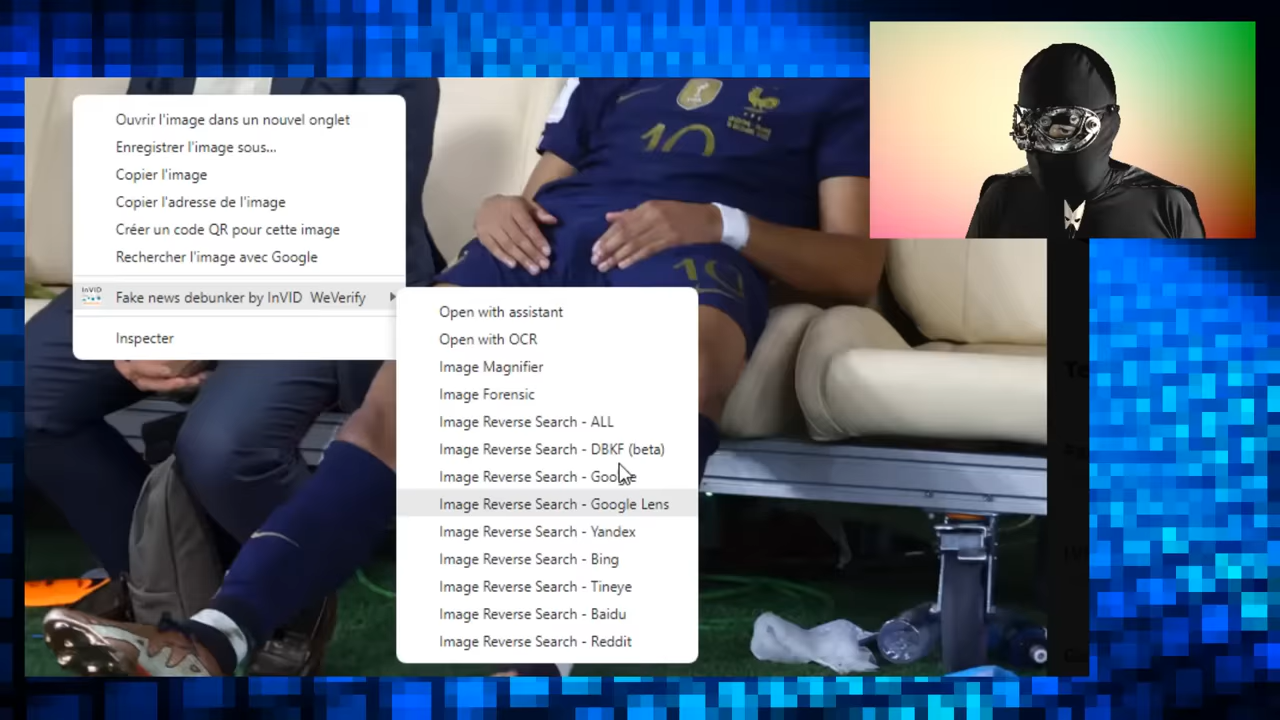 Ouvrir l'image dans un nouvel onglet
Enregistrer l'image sous...
Copier l'image
Copier l'adresse de l'image
Créer un code QR pour cette image
Rechercher l'image avec Google
InVID
Fake news debunker by InVID WeVerify
Inspecter
Open with assistant
Open with OCR
Image Magnifier
Image Forensic
Image Reverse Search - ALL
Image Reverse Search - DBKF (beta)
Image Reverse Search - Google
Image Reverse Search - Google Lens
Image Reverse Search - Yandex
Image Reverse Search - Bing
Image Reverse Search - Tineye
Image Reverse Search - Baidu
Image Reverse Search - Reddit
10
10